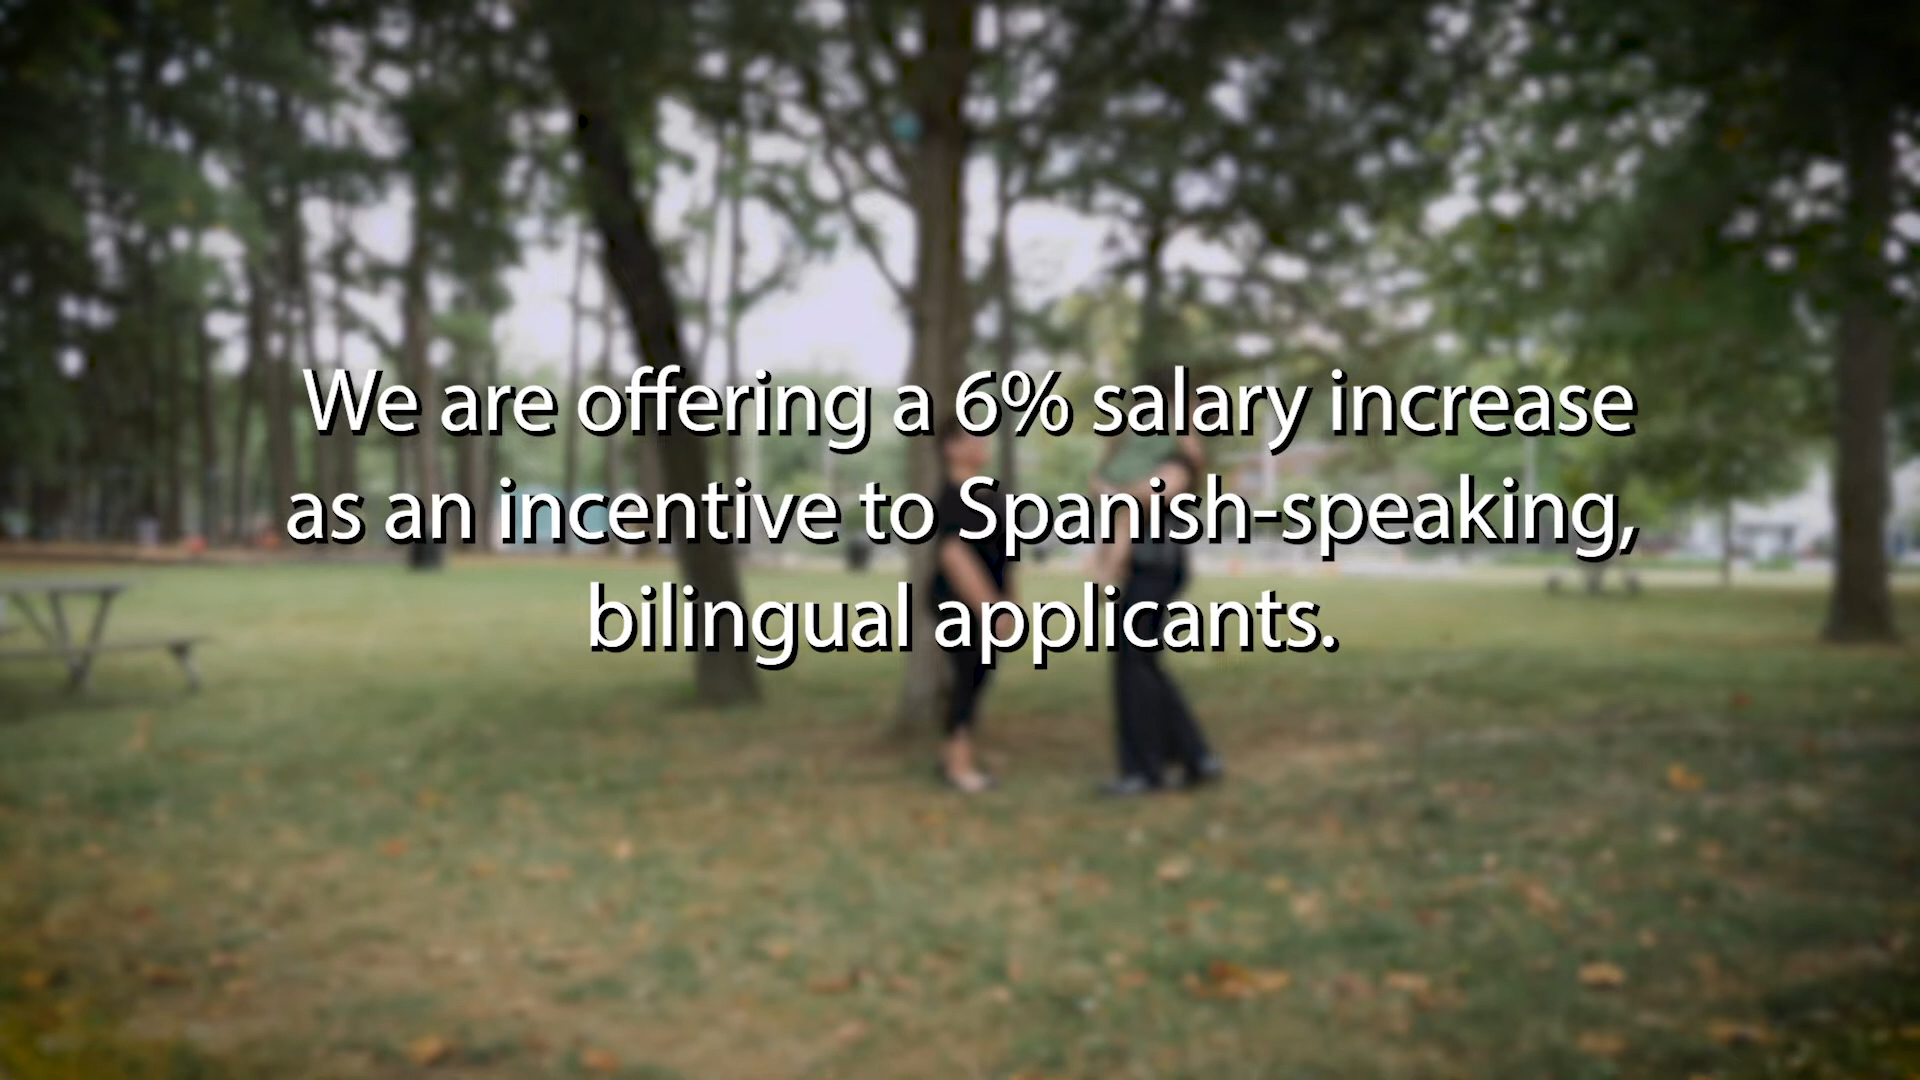 We are offering a 6% salary increase
as an incentive to Spanish-speaking,
bilingual applicants.